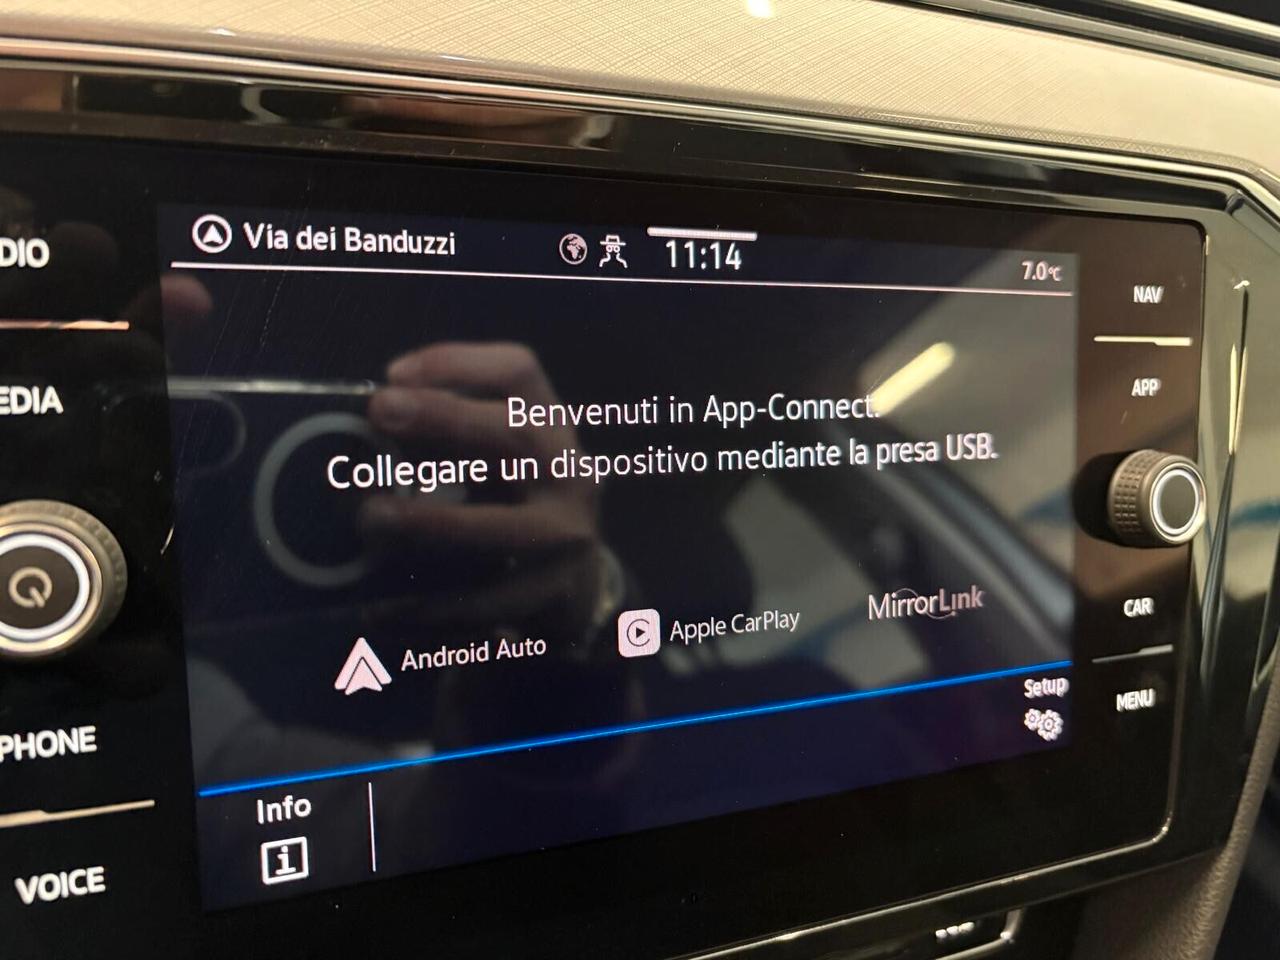 Via dei Banduzzi
11:14
7.0°C
DIO
NAV
EDIA
APP
Benvenuti in App-Connect.
Collegare un dispositivo mediante la presa USB.
Android Auto
Apple CarPlay
MirrorLink
CAR
PHONE
Setup
MENU
Info
VOICE